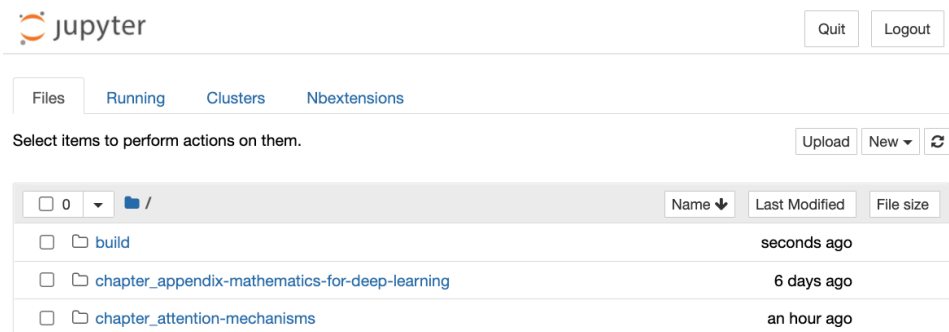 jupyter Quit Logout
Files Running Clusters Nbextensions
Select items to perform actions on them. Upload New
0 / Name Last Modified File size
build seconds ago
chapter_appendix-mathematics-for-deep-learning 6 days ago
chapter_attention-mechanisms an hour ago